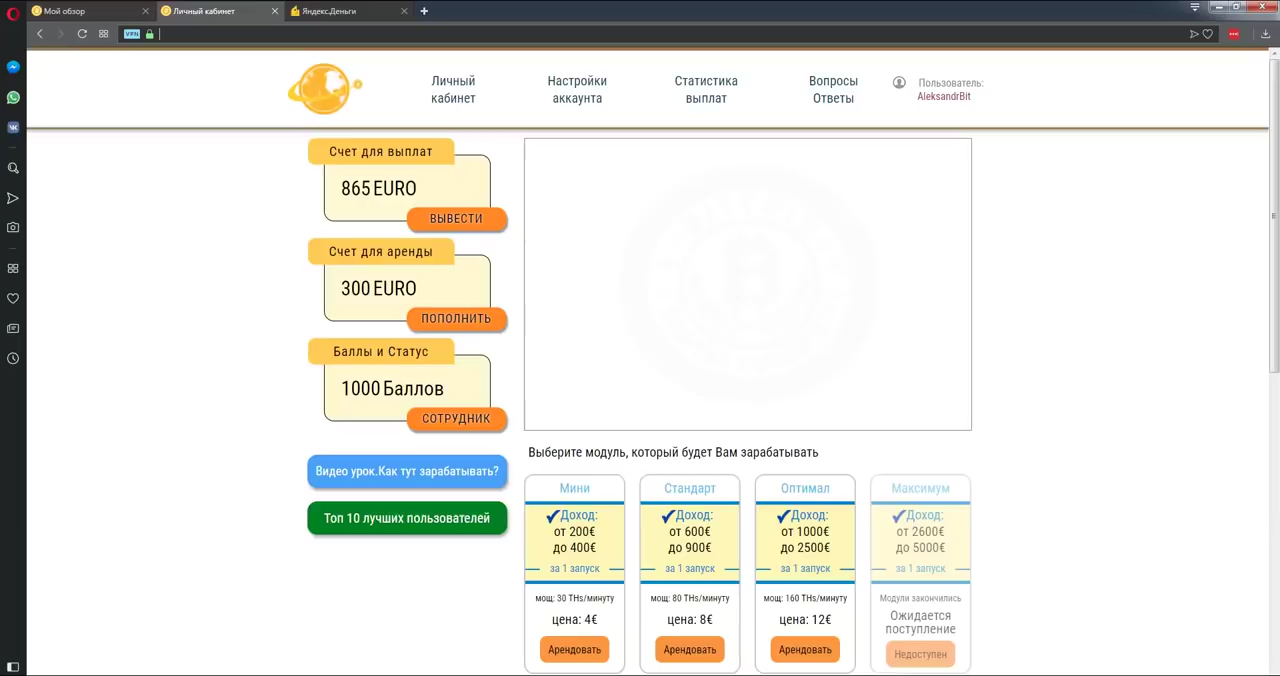 Мой обзор
Личный кабинет
Яндекс.Деньги
VPN
Личный
кабинет
Настройки
аккаунта
Статистика
выплат
Вопросы
Ответы
Пользователь:
AleksandrBit
Счет для выплат
865 EURO
ВЫВЕСТИ
Счет для аренды
300 EURO
ПОПОЛНИТЬ
Баллы и Статус
1000 Баллов
СОТРУДНИК
Видео урок.Как тут зарабатывать?
Топ 10 лучших пользователей
Выберите модуль, который будет Вам зарабатывать
Мини
Доход:
от 200€
до 400€
за 1 запуск
мощ: 30 THs/минуту
цена: 4€
Арендовать
Стандарт
Доход:
от 600€
до 900€
за 1 запуск
мощ: 80 THs/минуту
цена: 8€
Арендовать
Оптимал
Доход:
от 1000€
до 2500€
за 1 запуск
мощ: 160 THs/минуту
цена: 12€
Арендовать
Максимум
Доход:
от 2600€
до 5000€
за 1 запуск
Модули закончились
Ожидается
поступление
Недоступен